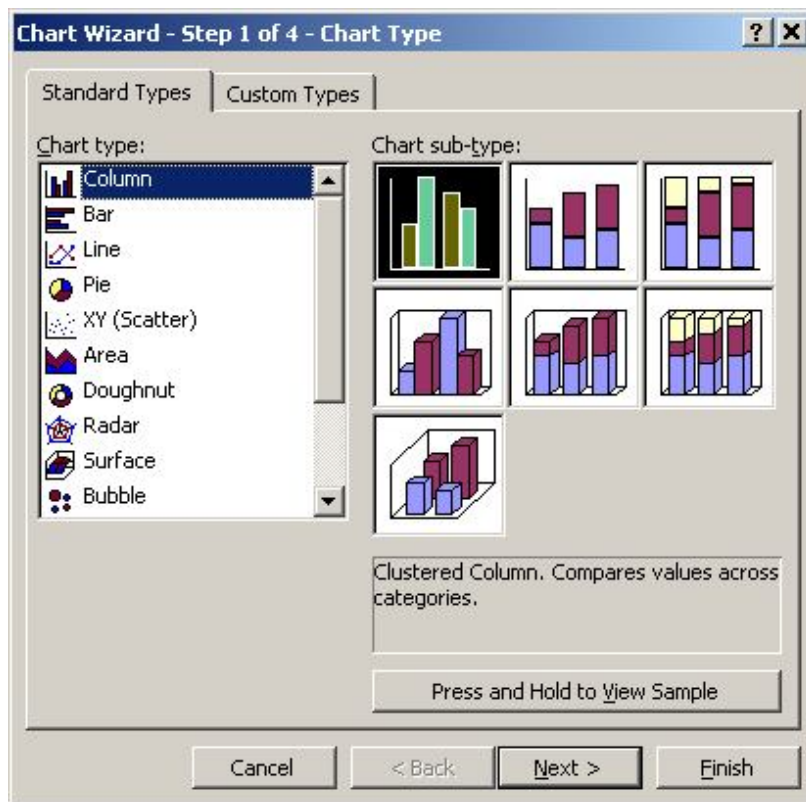 Chart Wizard - Step 1 of 4 - Chart Type
Standard Types
Custom Types
Chart type:
Column
Bar
Line
Pie
XY (Scatter)
Area
Doughnut
Radar
Surface
Bubble
Chart sub-type:
Clustered Column. Compares values across
categories.
Press and Hold to View Sample
Cancel
< Back
Next >
Finish